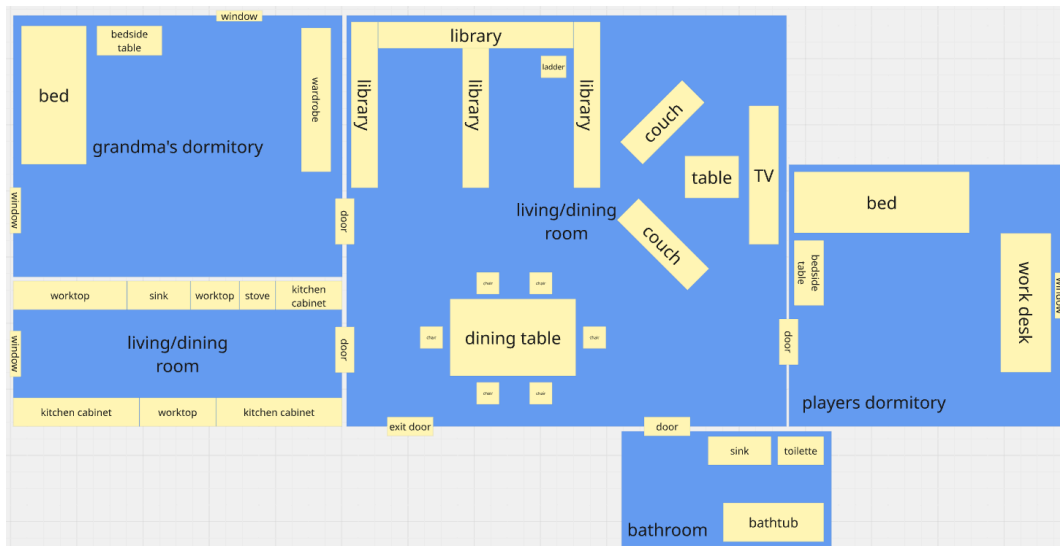 window
bedside
table
bed
wardrobe
grandma's dormitory
window
door
library
library
library
library
ladder
couch
table
TV
couch
living/dining
room
chair
chair
chair
dining table
chair
chair
chair
exit door
door
door
bed
bedside
table
work desk
window
players dormitory
worktop
sink
worktop
stove
kitchen
cabinet
window
living/dining
room
door
kitchen cabinet
worktop
kitchen cabinet
sink
toilette
bathroom
bathtub